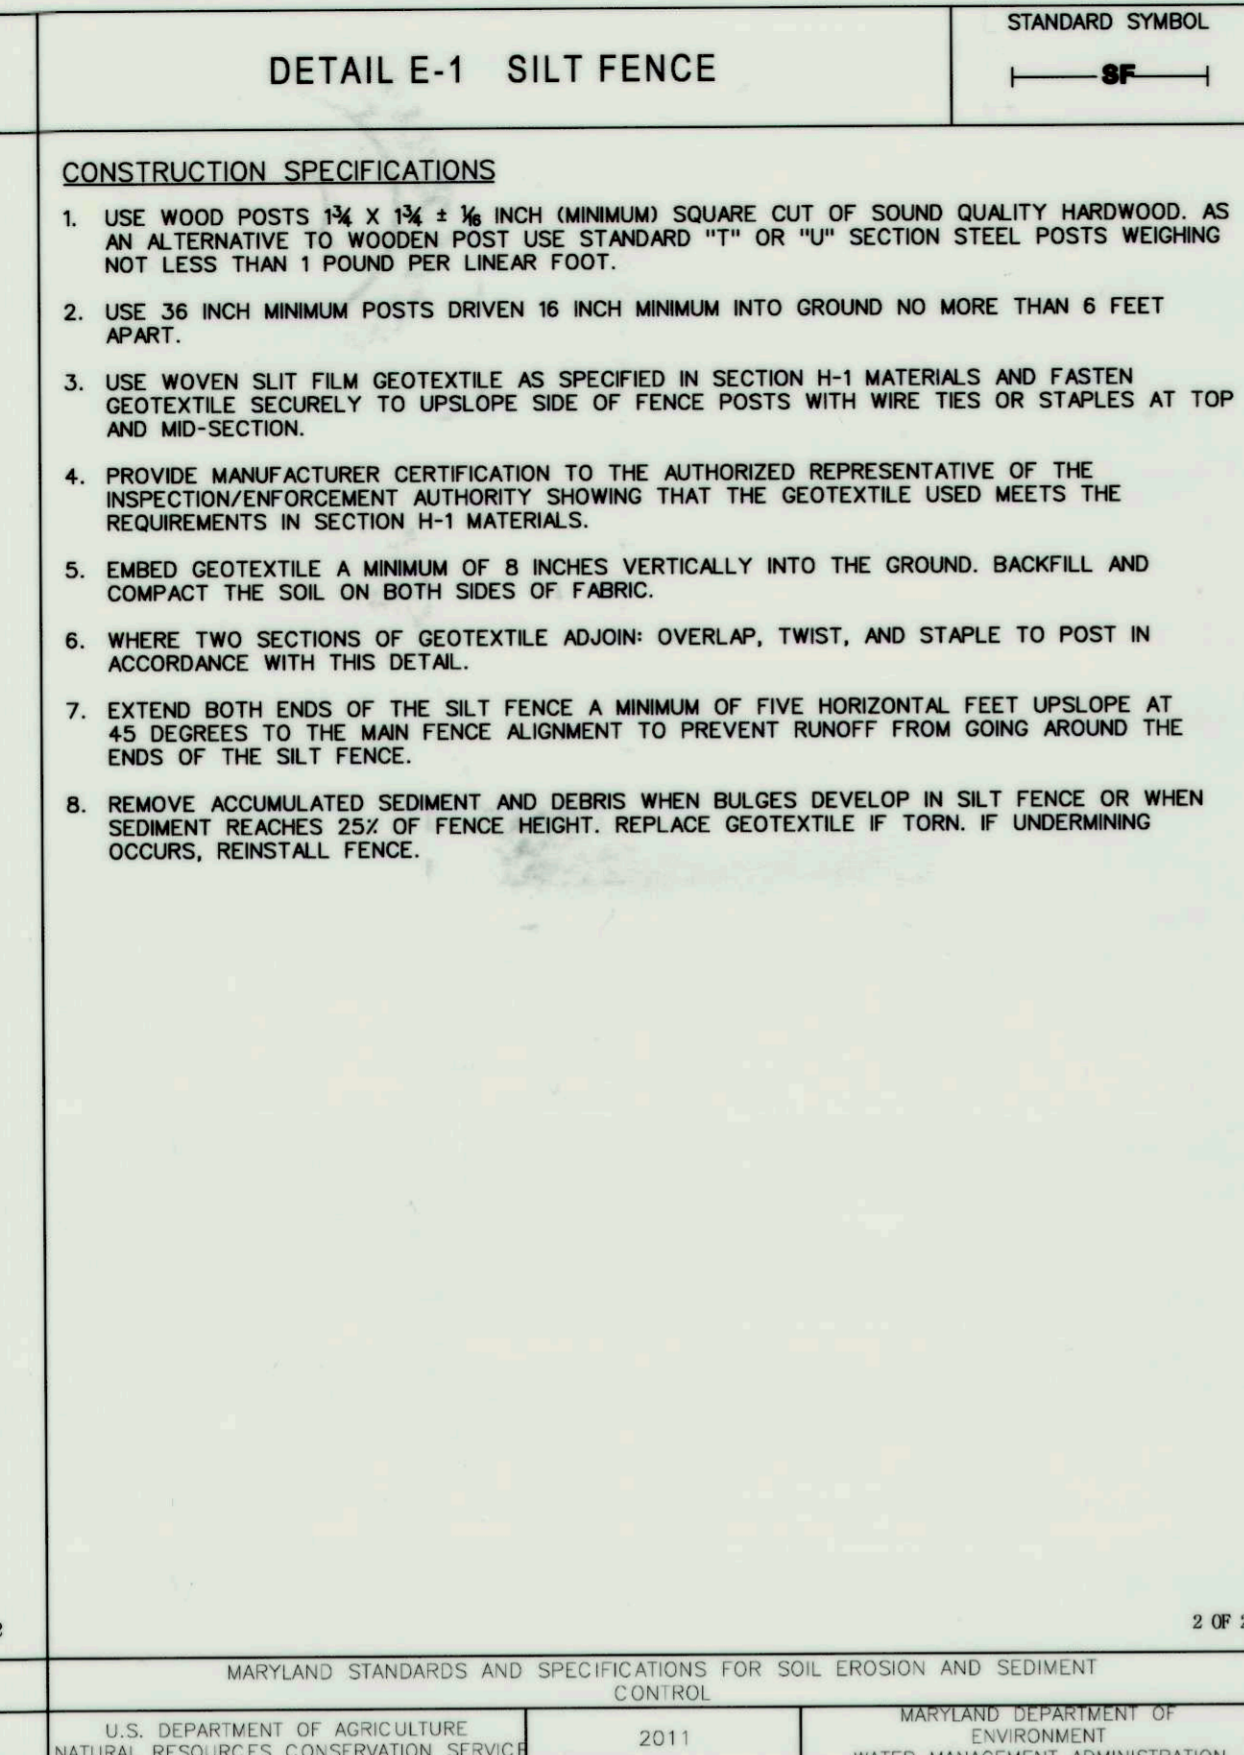 DETAIL E-1 SILT FENCE
STANDARD SYMBOL
SF
CONSTRUCTION SPECIFICATIONS
1. USE WOOD POSTS 1¾ X 1¾ ± 1/16 INCH (MINIMUM) SQUARE CUT OF SOUND QUALITY HARDWOOD. AS
AN ALTERNATIVE TO WOODEN POST USE STANDARD "T" OR "U" SECTION STEEL POSTS WEIGHING
NOT LESS THAN 1 POUND PER LINEAR FOOT.
2. USE 36 INCH MINIMUM POSTS DRIVEN 16 INCH MINIMUM INTO GROUND NO MORE THAN 6 FEET
APART.
3. USE WOVEN SLIT FILM GEOTEXTILE AS SPECIFIED IN SECTION H-1 MATERIALS AND FASTEN
GEOTEXTILE SECURELY TO UPSLOPE SIDE OF FENCE POSTS WITH WIRE TIES OR STAPLES AT TOP
AND MID-SECTION.
4. PROVIDE MANUFACTURER CERTIFICATION TO THE AUTHORIZED REPRESENTATIVE OF THE
INSPECTION/ENFORCEMENT AUTHORITY SHOWING THAT THE GEOTEXTILE USED MEETS THE
REQUIREMENTS IN SECTION H-1 MATERIALS.
5. EMBED GEOTEXTILE A MINIMUM OF 8 INCHES VERTICALLY INTO THE GROUND. BACKFILL AND
COMPACT THE SOIL ON BOTH SIDES OF FABRIC.
6. WHERE TWO SECTIONS OF GEOTEXTILE ADJOIN: OVERLAP, TWIST, AND STAPLE TO POST IN
ACCORDANCE WITH THIS DETAIL.
7. EXTEND BOTH ENDS OF THE SILT FENCE A MINIMUM OF FIVE HORIZONTAL FEET UPSLOPE AT
45 DEGREES TO THE MAIN FENCE ALIGNMENT TO PREVENT RUNOFF FROM GOING AROUND THE
ENDS OF THE SILT FENCE.
8. REMOVE ACCUMULATED SEDIMENT AND DEBRIS WHEN BULGES DEVELOP IN SILT FENCE OR WHEN
SEDIMENT REACHES 25% OF FENCE HEIGHT. REPLACE GEOTEXTILE IF TORN. IF UNDERMINING
OCCURS, REINSTALL FENCE.
2 OF 2
MARYLAND STANDARDS AND SPECIFICATIONS FOR SOIL EROSION AND SEDIMENT
CONTROL
U.S. DEPARTMENT OF AGRICULTURE
NATURAL RESOURCES CONSERVATION SERVICE
2011
MARYLAND DEPARTMENT OF
ENVIRONMENT
WATER MANAGEMENT ADMINISTRATION